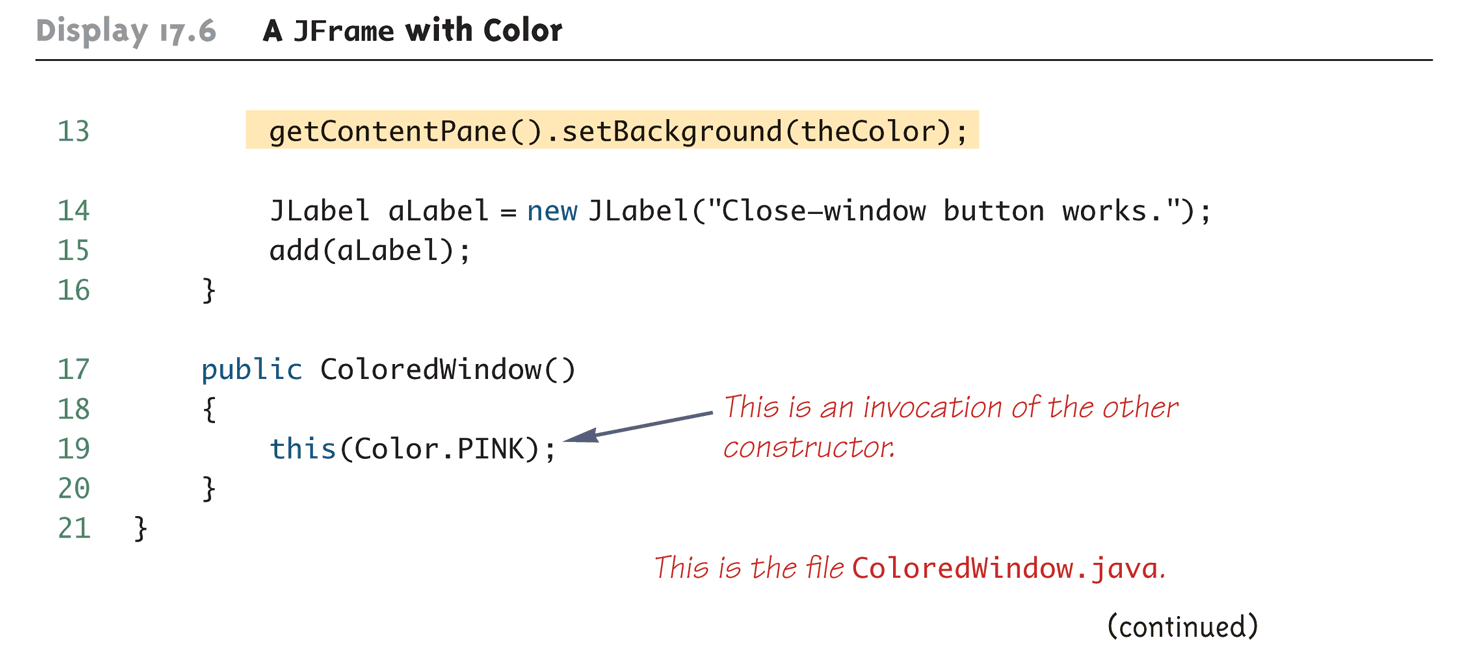 Display 17.6 A JFrame with Color
13 getContentPane().setBackground(theColor);
14 JLabel aLabel = new JLabel("Close–window button works.");
15 add(aLabel);
16 }
17 public ColoredWindow()
18 {
19 this(Color.PINK);
20 }
21 }
This is an invocation of the other
constructor.
This is the file ColoredWindow.java.
(continued)